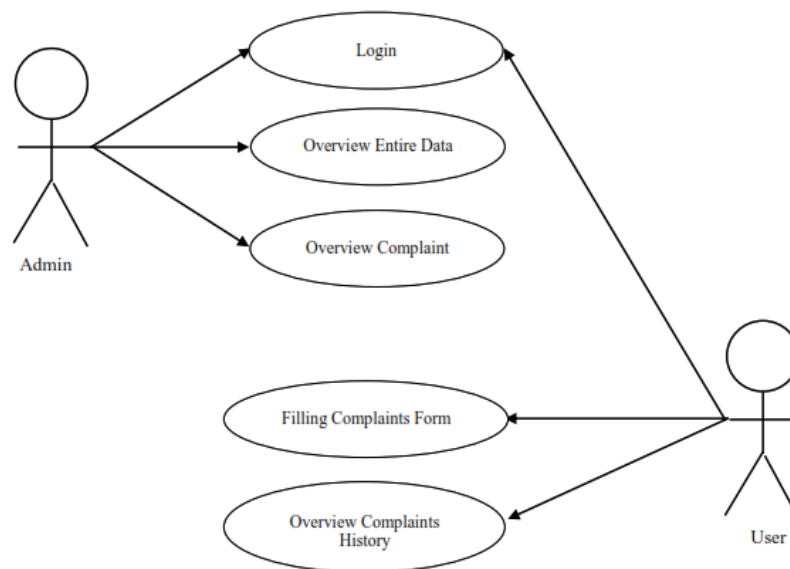 Login
Overview Entire Data
Overview Complaint
Admin
Filling Complaints Form
Overview Complaints
History
User